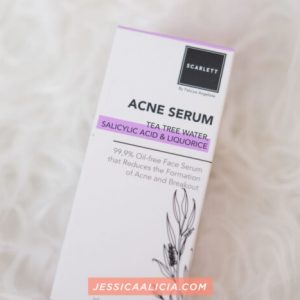 SCARLETT
By Felicya Angelista
ACNE SERUM
TEA TREE WATER,
SALICYLIC ACID & LIQUORICE
99.9% Oil-free Face Serum
that Reduces the Formation
of Acne and Breakout
JESSICAALICIA.COM